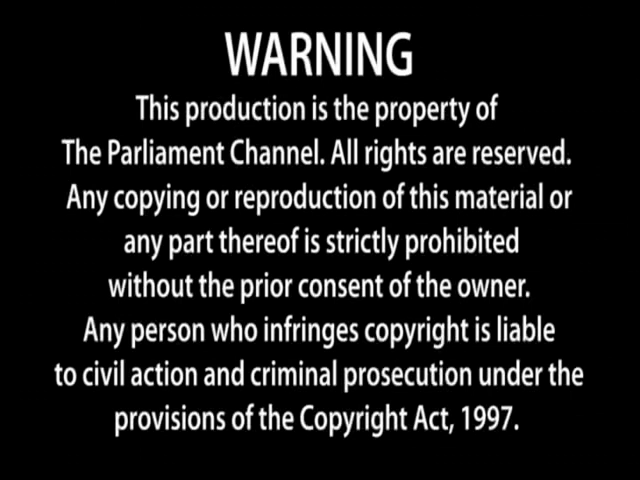 WARNING
This production is the property of
The Parliament Channel. All rights are reserved.
Any copying or reproduction of this material or
any part thereof is strictly prohibited
without the prior consent of the owner.
Any person who infringes copyright is liable
to civil action and criminal prosecution under the
provisions of the Copyright Act, 1997.